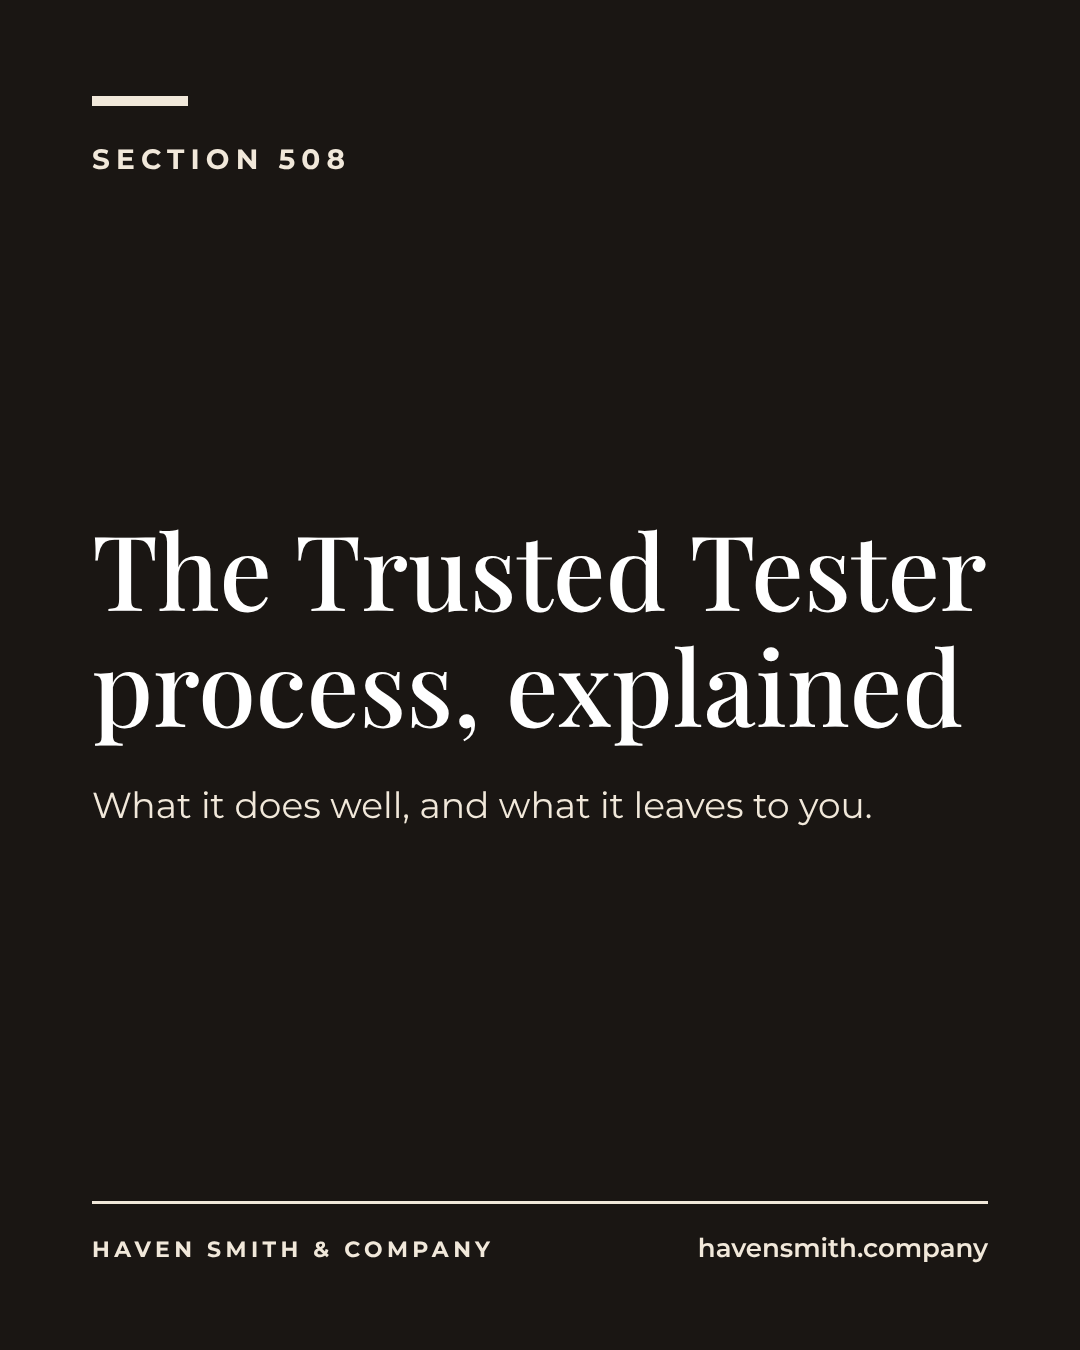 SECTION 508
The Trusted Tester
process, explained
What it does well, and what it leaves to you.
HAVEN SMITH & COMPANY
havensmith.company